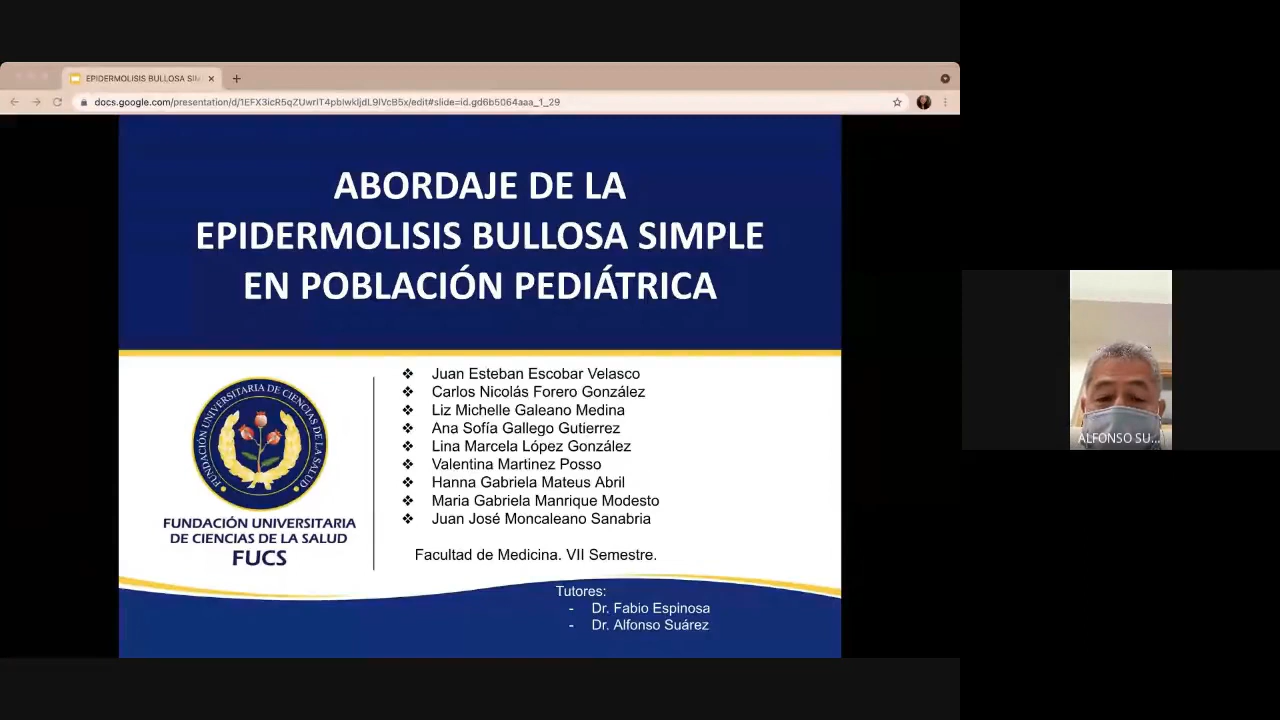 EPIDERMOLISIS BULLOSA SIM
docs.google.com/presentation/d/1EFX3icR5qZUwrIT4pbIwkljdL9IVcB5x/edit#slide=id.gd6b5064aaa_1_29
ABORDAJE DE LA
EPIDERMOLISIS BULLOSA SIMPLE
EN POBLACIÓN PEDIÁTRICA
FUNDACIÓN UNIVERSITARIA DE CIENCIAS DE LA SALUD
FUNDACIÓN UNIVERSITARIA
DE CIENCIAS DE LA SALUD
FUCS
❖ Juan Esteban Escobar Velasco
❖ Carlos Nicolás Forero González
❖ Liz Michelle Galeano Medina
❖ Ana Sofía Gallego Gutierrez
❖ Lina Marcela López González
❖ Valentina Martinez Posso
❖ Hanna Gabriela Mateus Abril
❖ Maria Gabriela Manrique Modesto
❖ Juan José Moncaleano Sanabria
Facultad de Medicina. VII Semestre.
Tutores:
- Dr. Fabio Espinosa
- Dr. Alfonso Suárez
ALFONSO SU...